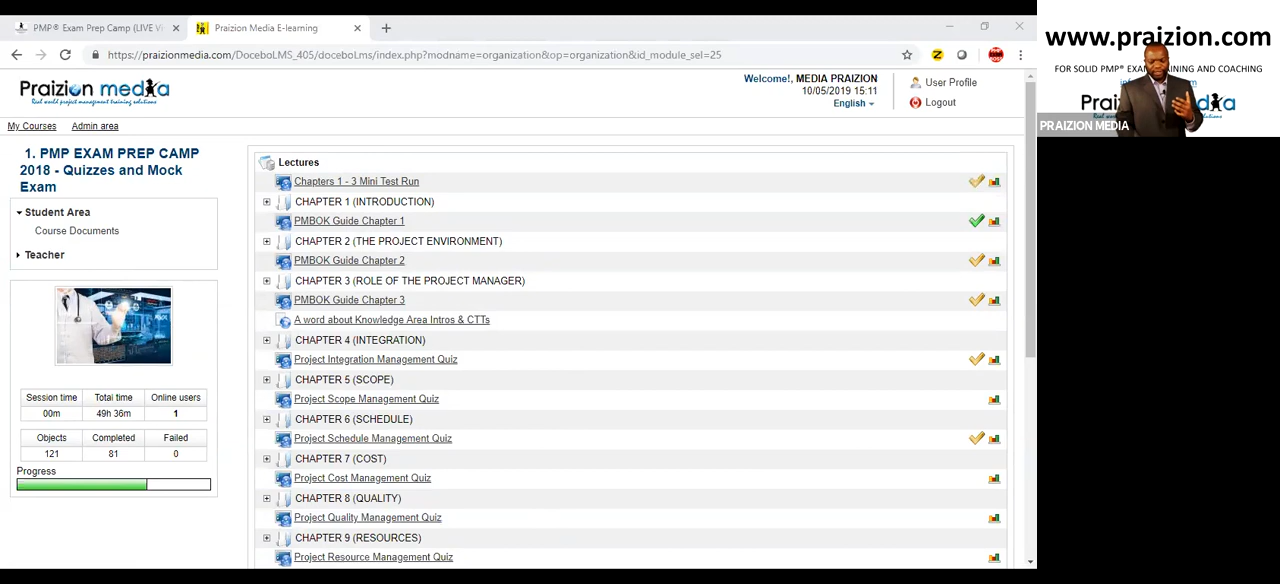 PMP® Exam Prep Camp (LIVE Vi
Praizion Media E-learning
https://praizionmedia.com/DoceboLMS_405/doceboLms/index.php?modname=organization&op=organization&id_module_sel=25
Praizion media
Real world project management training solutions
Welcome!, MEDIA PRAIZION
10/05/2019 15:11
English
User Profile
Logout
My Courses Admin area
1. PMP EXAM PREP CAMP
2018 - Quizzes and Mock
Exam
Student Area
Course Documents
Teacher
Session time Total time Online users
00m 49h 36m 1
Objects Completed Failed
121 81 0
Progress
Lectures
Chapters 1 - 3 Mini Test Run
CHAPTER 1 (INTRODUCTION)
PMBOK Guide Chapter 1
CHAPTER 2 (THE PROJECT ENVIRONMENT)
PMBOK Guide Chapter 2
CHAPTER 3 (ROLE OF THE PROJECT MANAGER)
PMBOK Guide Chapter 3
A word about Knowledge Area Intros & CTTs
CHAPTER 4 (INTEGRATION)
Project Integration Management Quiz
CHAPTER 5 (SCOPE)
Project Scope Management Quiz
CHAPTER 6 (SCHEDULE)
Project Schedule Management Quiz
CHAPTER 7 (COST)
Project Cost Management Quiz
CHAPTER 8 (QUALITY)
Project Quality Management Quiz
CHAPTER 9 (RESOURCES)
Project Resource Management Quiz
www.praizion.com
FOR SOLID PMP® AND COACHING
PRAIZION MEDIA